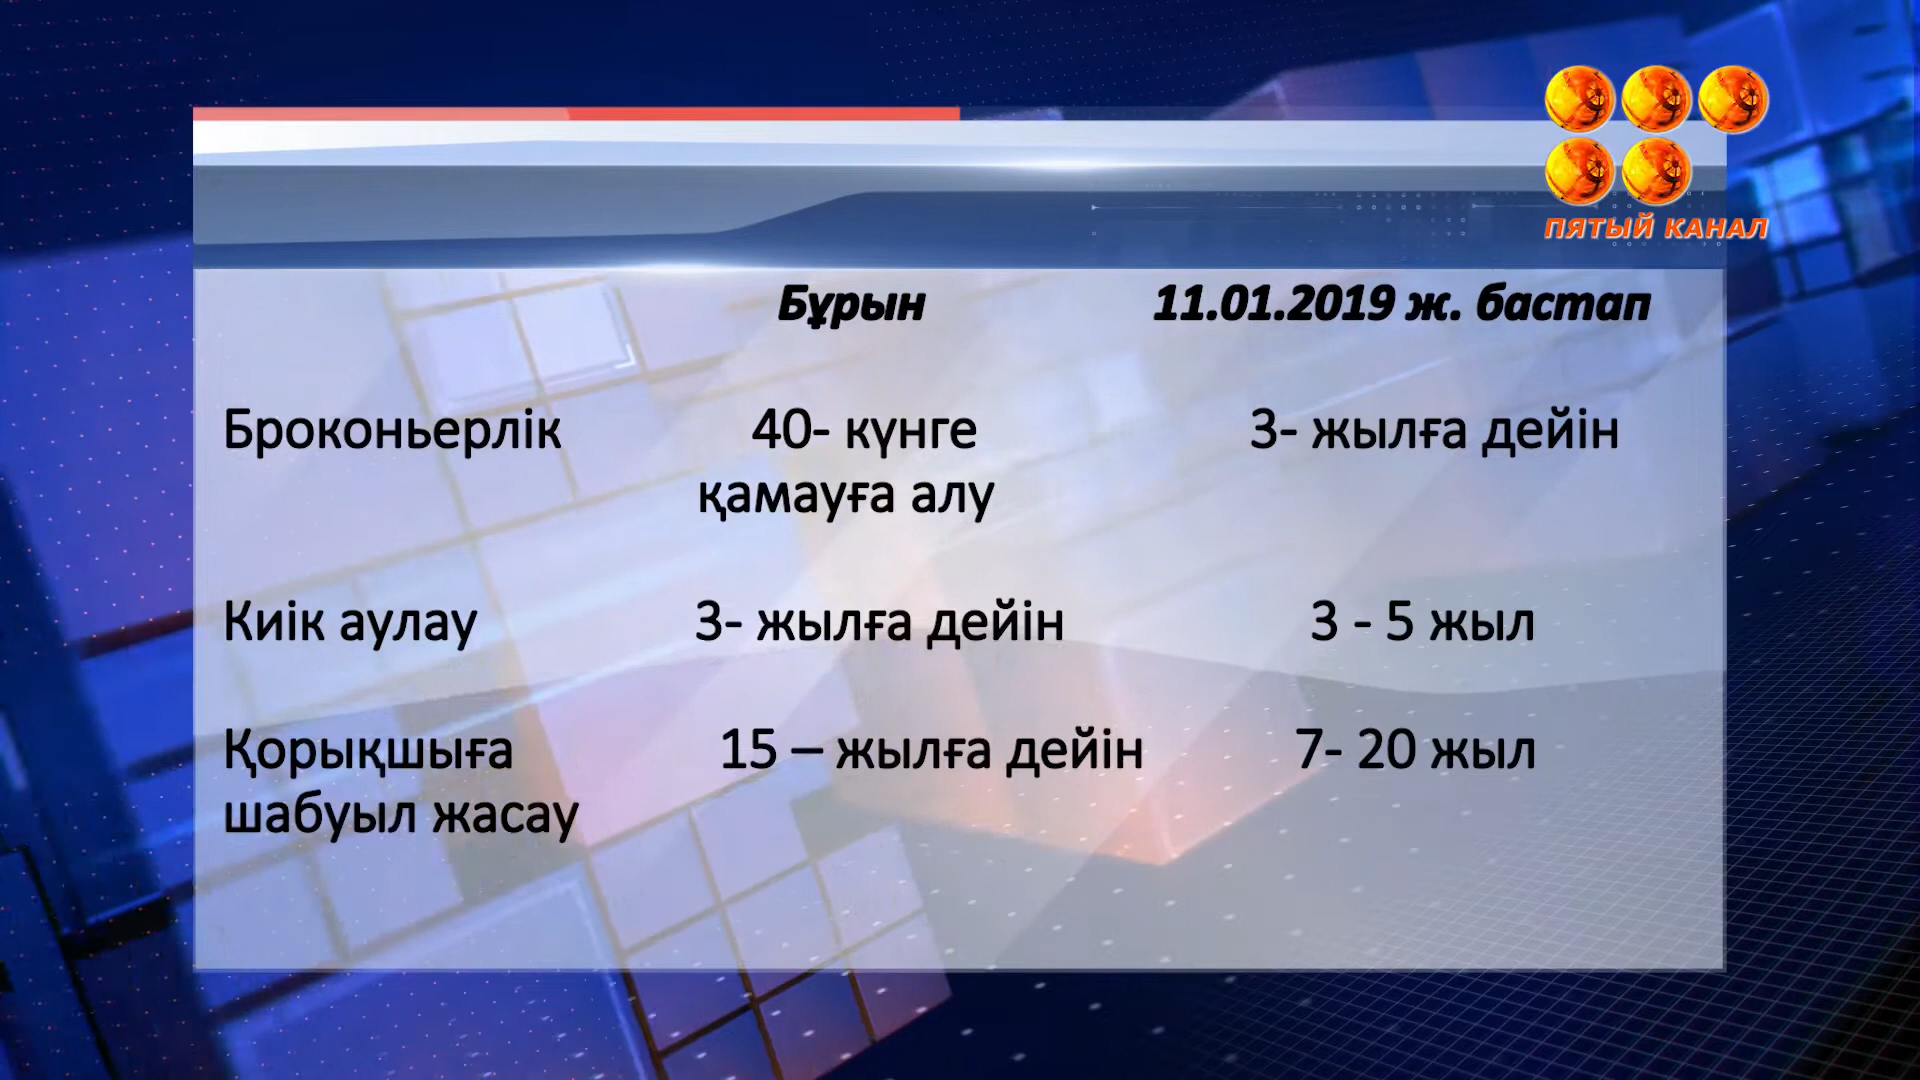 ПЯТЫЙ КАНАЛ
Бұрын 11.01.2019 ж. бастап
Броконьерлік 40- күнге 3- жылға дейін
қамауға алу
Киік аулау 3- жылға дейін 3 - 5 жыл
Қорықшыға 15 – жылға дейін 7- 20 жыл
шабуыл жасау